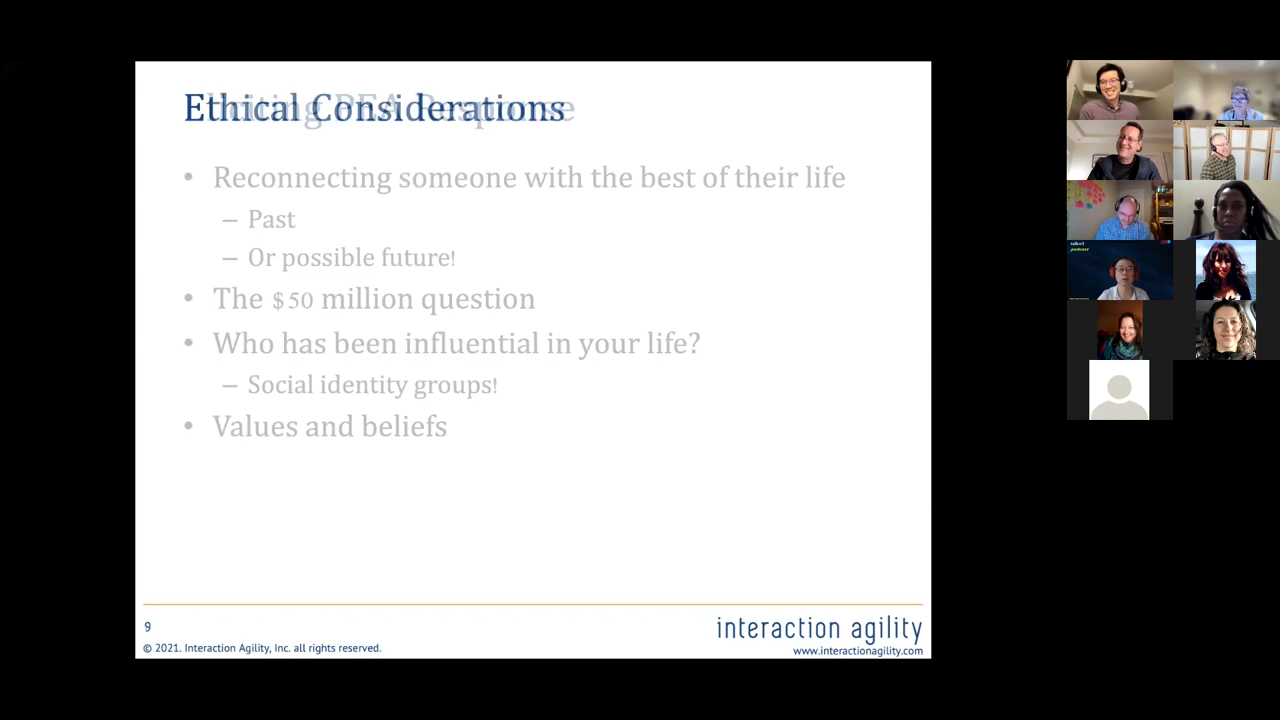 Ethical Considerations
• Reconnecting someone with the best of their life
– Past
– Or possible future!
• The $50 million question
• Who has been influential in your life?
– Social identity groups!
• Values and beliefs
9
interaction agility
© 2021. Interaction Agility, Inc. all rights reserved.
www.interactionagility.com
podcast